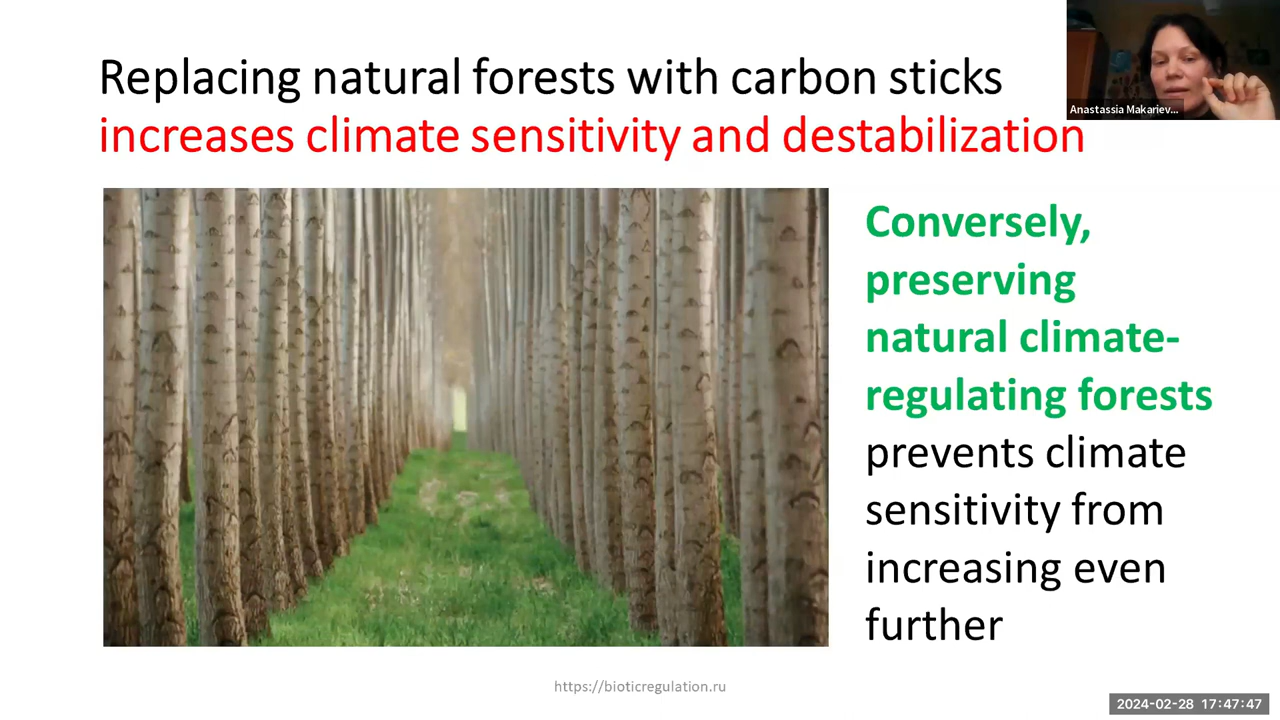 Replacing natural forests with carbon sticks
increases climate sensitivity and destabilization
Anastassia Makariev...
Conversely,
preserving
natural climate-
regulating forests
prevents climate
sensitivity from
increasing even
further
https://bioticregulation.ru
2024-02-28 17:47:47